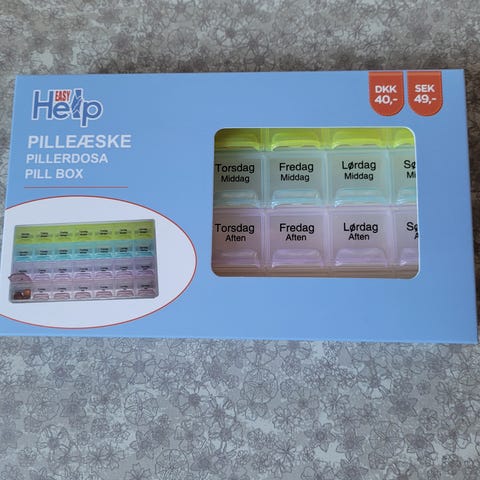 EASY
Help
PILLEÆSKE
PILLERDOSA
PILL BOX
DKK
40,-
SEK
49,-
Torsdag
Middag
Fredag
Middag
Lørdag
Middag
Torsdag
Aften
Fredag
Aften
Lørdag
Aften